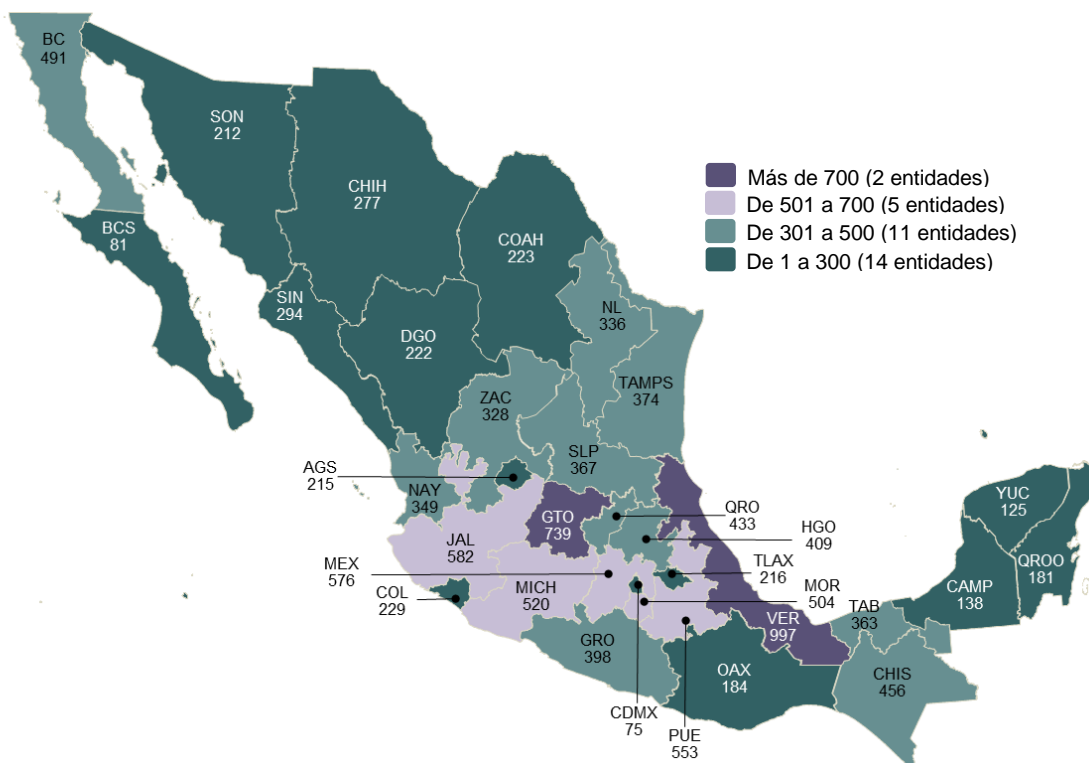 BC
491
SON
212
CHIH
277
COAH
223
BCS
81
SIN
294
DGO
222
NL
336
TAMPS
374
ZAC
328
SLP
367
AGS
215
NAY
349
GTO
739
QRO
433
HGO
409
JAL
582
MEX
576
COL
229
MICH
520
TLAX
216
MOR
504
GRO
398
CDMX
75
PUE
553
VER
997
OAX
184
TAB
363
CHIS
456
CAMP
138
YUC
125
QROO
181
Más de 700 (2 entidades)
De 501 a 700 (5 entidades)
De 301 a 500 (11 entidades)
De 1 a 300 (14 entidades)